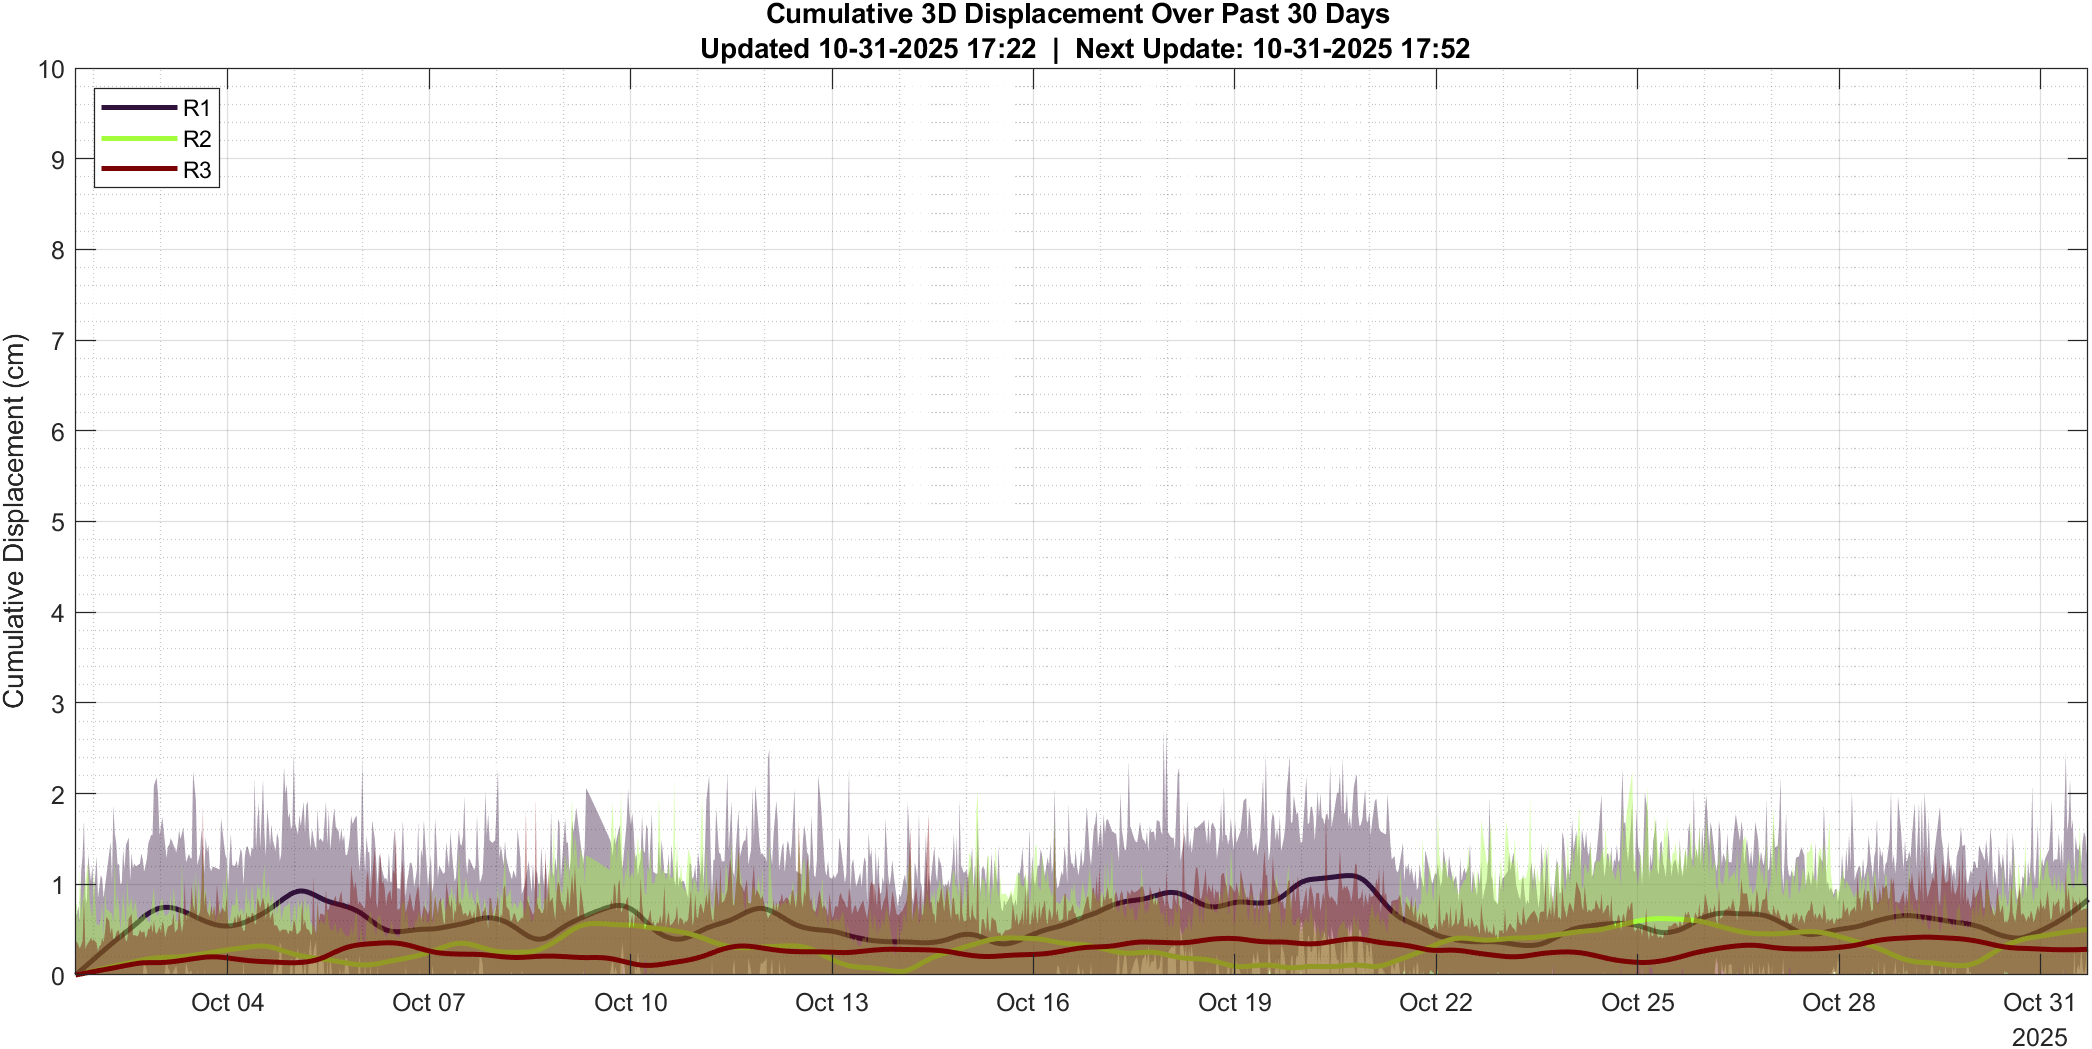 Cumulative 3D Displacement Over Past 30 Days
Updated 10-31-2025 17:22 | Next Update: 10-31-2025 17:52
R1
R2
R3
Cumulative Displacement (cm)
10
9
8
7
6
5
4
3
2
1
0
Oct 04 Oct 07 Oct 10 Oct 13 Oct 16 Oct 19 Oct 22 Oct 25 Oct 28 Oct 31
2025